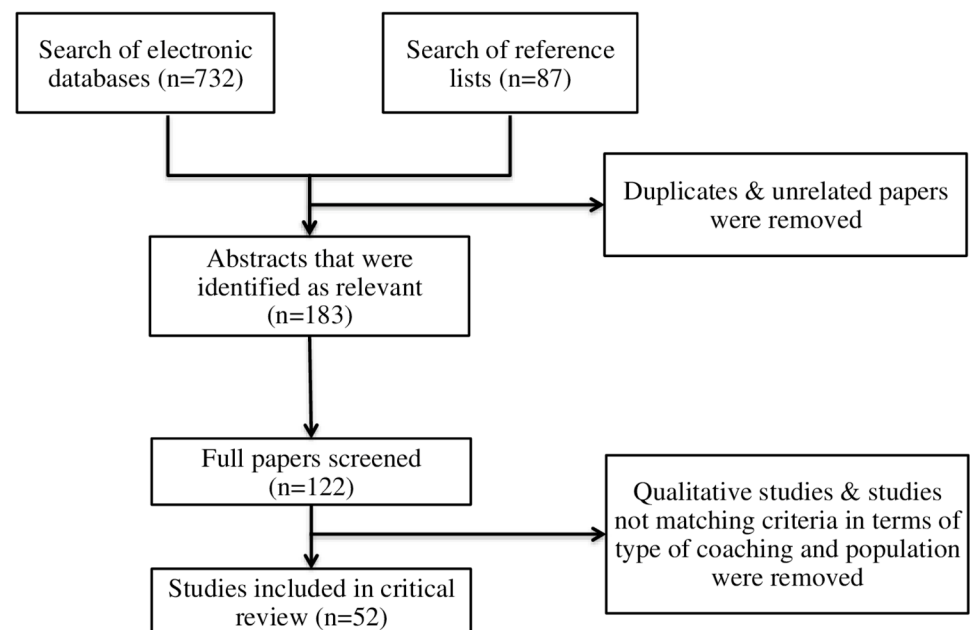 Search of electronic
databases (n=732)
Search of reference
lists (n=87)
Duplicates & unrelated papers
were removed
Abstracts that were
identified as relevant
(n=183)
Full papers screened
(n=122)
Qualitative studies & studies
not matching criteria in terms of
type of coaching and population
were removed
Studies included in critical
review (n=52)